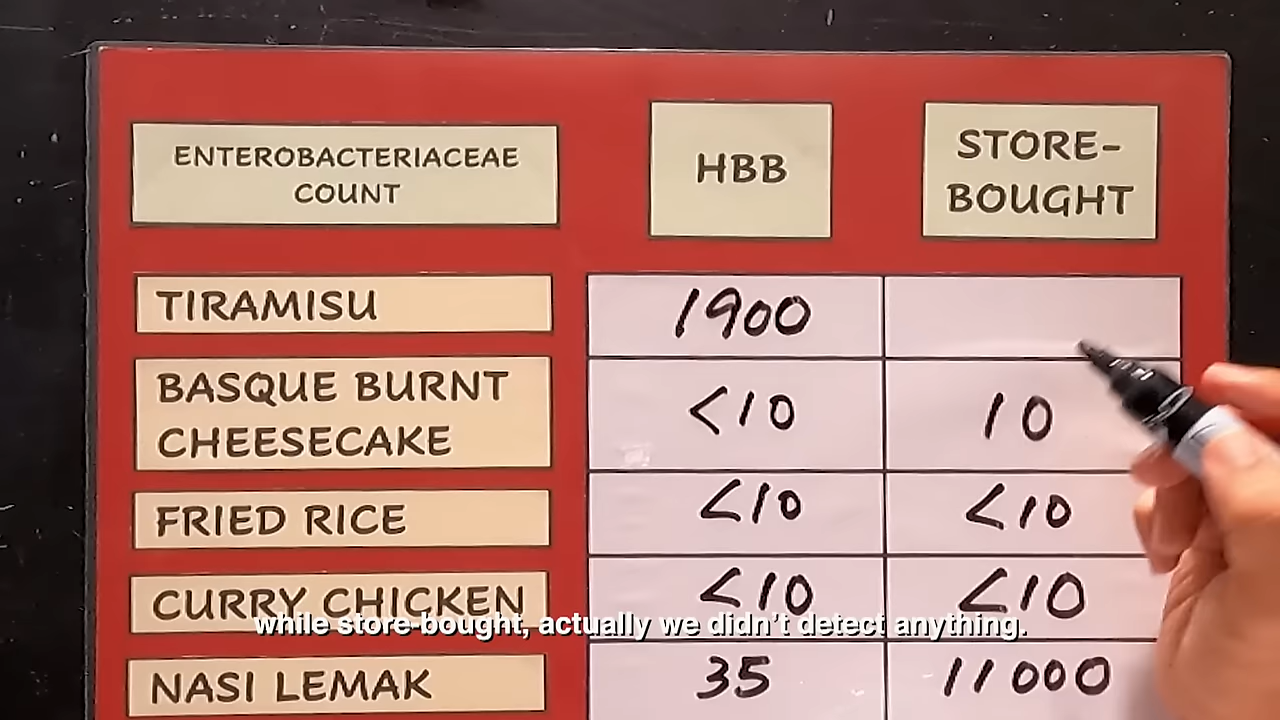 ENTEROBACTERIACEAE
COUNT
HBB
STORE-
BOUGHT
TIRAMISU
1900
BASQUE BURNT
CHEESECAKE
<10
10
FRIED RICE
<10
<10
CURRY CHICKEN
<10
<10
while store-bought, actually we didn't detect anything.
NASI LEMAK
35
11000